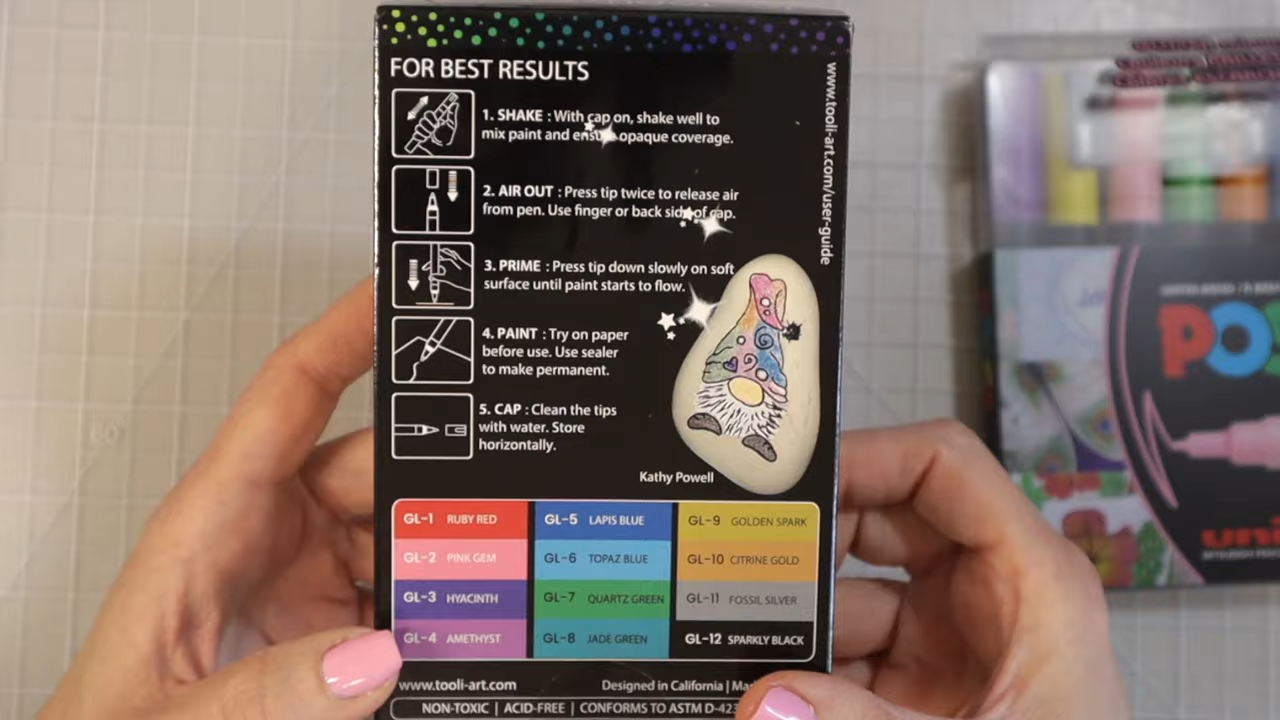 FOR BEST RESULTS
1. SHAKE : With cap on, shake well to
mix paint and ensure opaque coverage.
2. AIR OUT : Press tip twice to release air
from pen. Use finger or back side of cap.
3. PRIME : Press tip down slowly on soft
surface until paint starts to flow.
4. PAINT : Try on paper
before use. Use sealer
to make permanent.
5. CAP : Clean the tips
with water. Store
horizontally.
Kathy Powell
www.tooli-art.com/user-guide
GL-1 RUBY RED
GL-2 PINK GEM
GL-3 HYACINTH
GL-4 AMETHYST
GL-5 LAPIS BLUE
GL-6 TOPAZ BLUE
GL-7 QUARTZ GREEN
GL-8 JADE GREEN
GL-9 GOLDEN SPARK
GL-10 CITRINE GOLD
GL-11 FOSSIL SILVER
GL-12 SPARKLY BLACK
www.tooli-art.com
Designed in California |
NON-TOXIC | ACID-FREE | CONFORMS TO ASTM
POS
uni